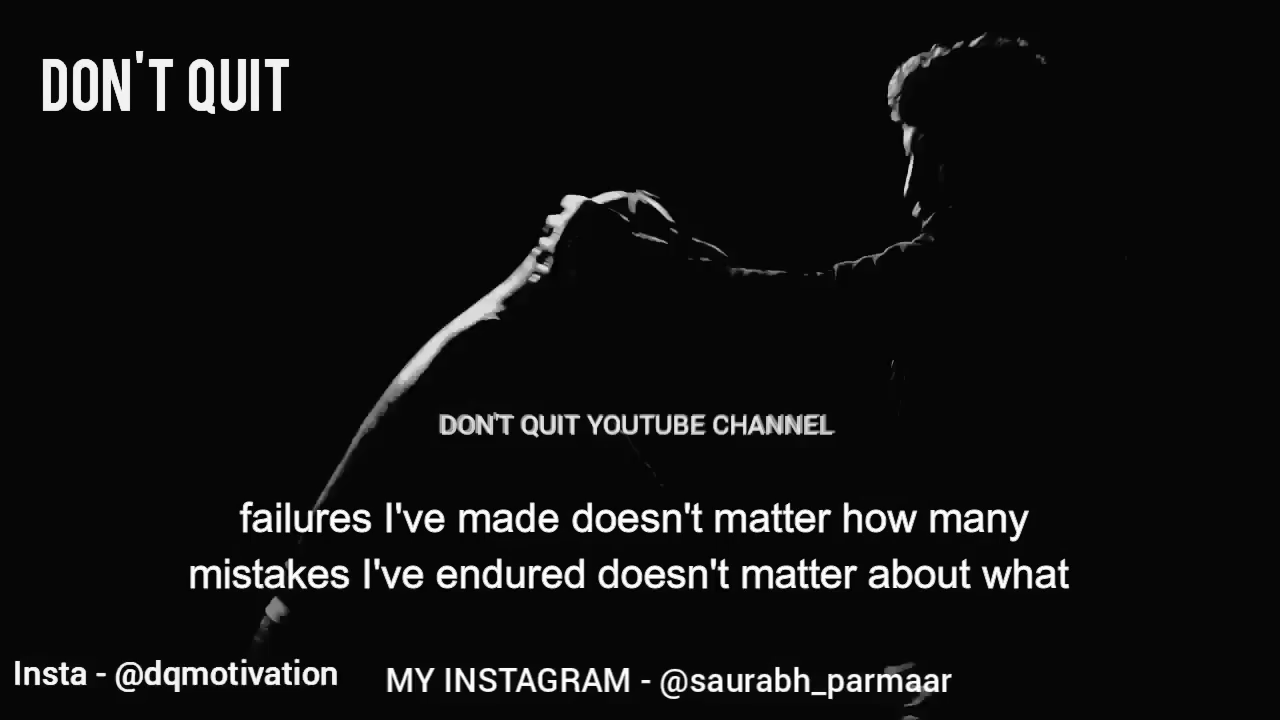 DON'T QUIT
DON'T QUIT YOUTUBE CHANNEL
failures I've made doesn't matter how many
mistakes I've endured doesn't matter about what
Insta - @dqmotivation
MY INSTAGRAM - @saurabh_parmaar